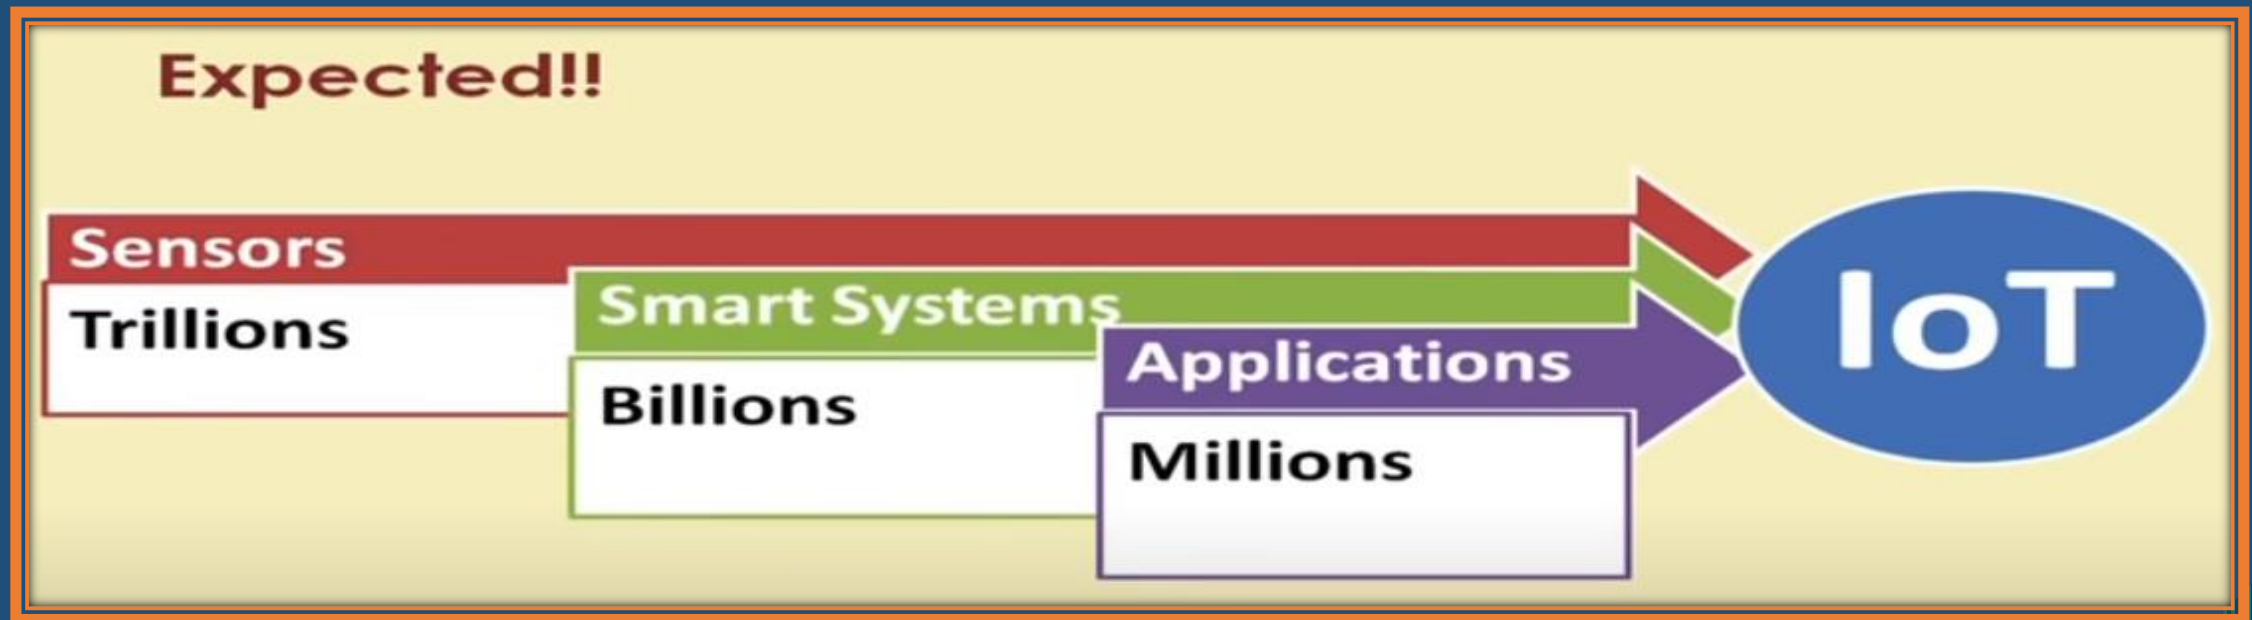 Expected!!
Sensors
Trillions
Smart Systems
Billions
Applications
Millions
IoT